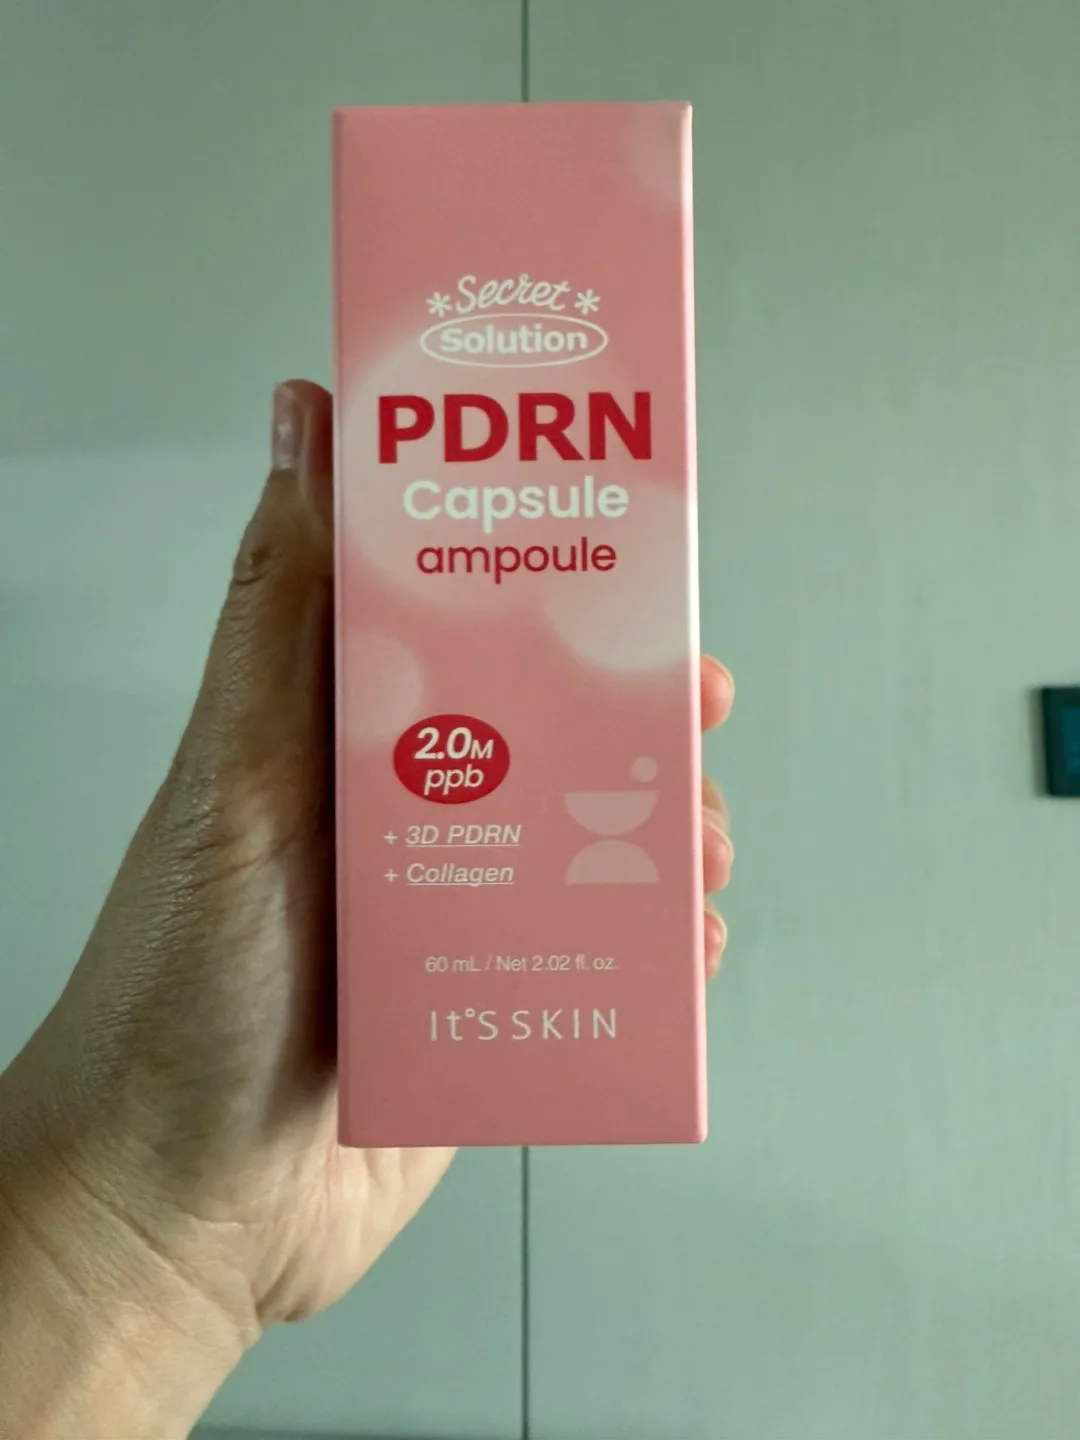 *Secret*
Solution
PDRN
Capsule
ampoule
2.0M
ppb
+ 3D PDRN
+ Collagen
60 mL / Net 2.02 fl. oz.
It°S SKIN